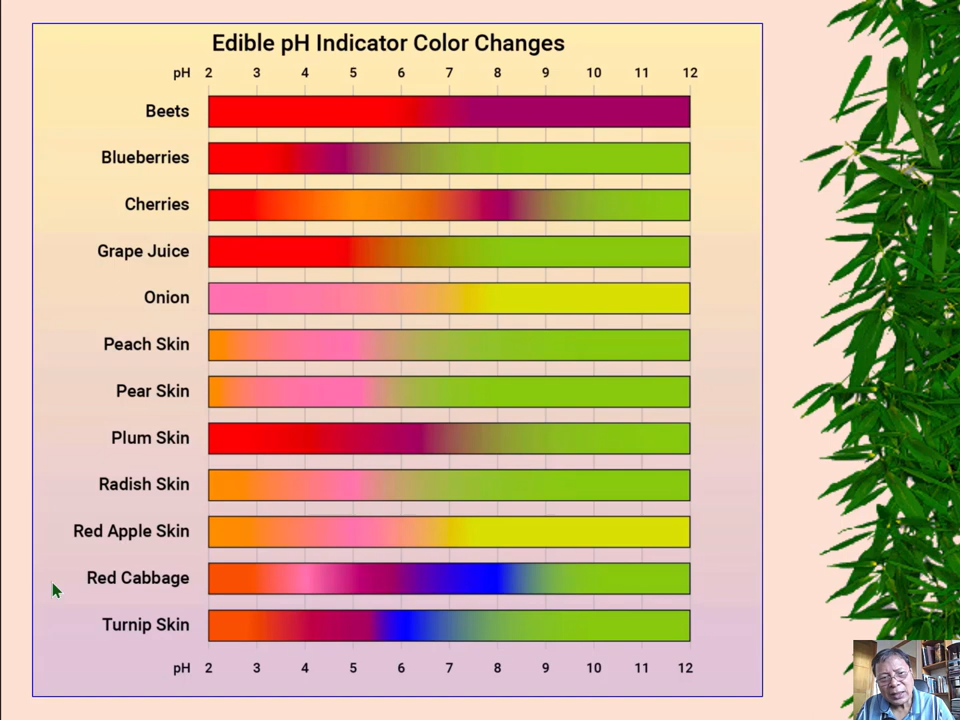 Edible pH Indicator Color Changes
pH 2 3 4 5 6 7 8 9 10 11 12
Beets
Blueberries
Cherries
Grape Juice
Onion
Peach Skin
Pear Skin
Plum Skin
Radish Skin
Red Apple Skin
Red Cabbage
Turnip Skin
pH 2 3 4 5 6 7 8 9 10 11 12